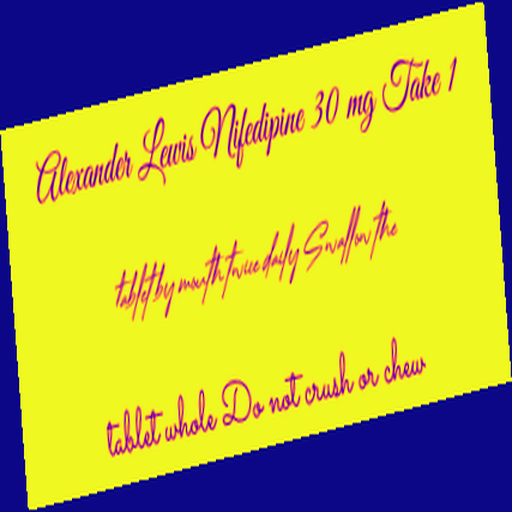 Alexander Lewis Nifedipine 30 mg Take 1
tablet by mouth twice daily Swallow the
tablet whole Do not crush or chew